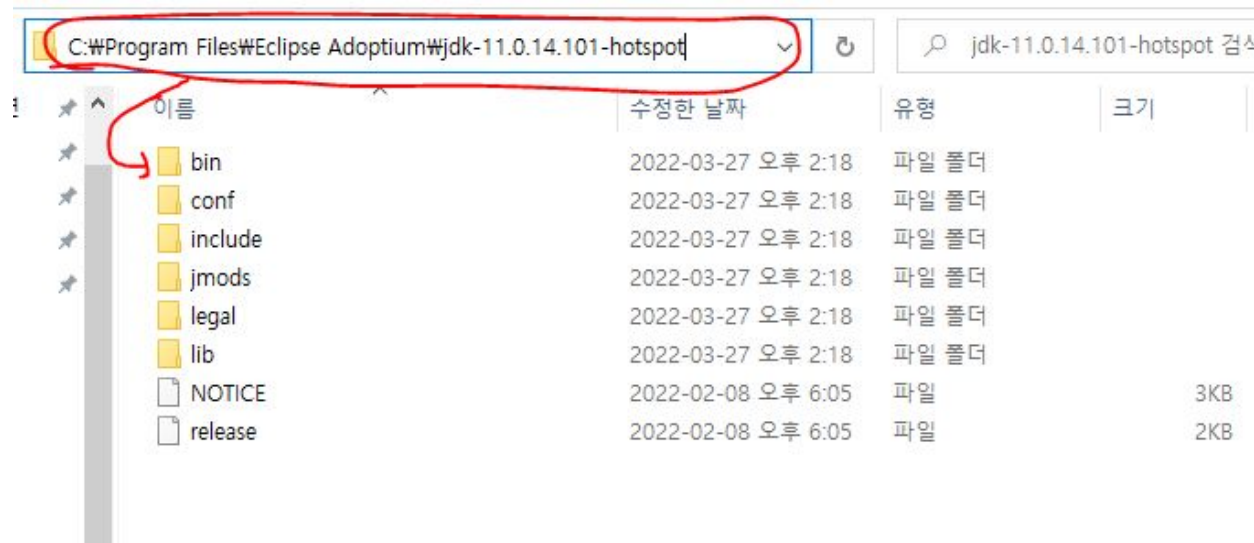 C:₩Program Files₩Eclipse Adoptium₩jdk-11.0.14.101-hotspot jdk-11.0.14.101-hotspot
이름 수정한 날짜 유형 크기
bin 2022-03-27 오후 2:18 파일 폴더
conf 2022-03-27 오후 2:18 파일 폴더
include 2022-03-27 오후 2:18 파일 폴더
jmods 2022-03-27 오후 2:18 파일 폴더
legal 2022-03-27 오후 2:18 파일 폴더
lib 2022-03-27 오후 2:18 파일 폴더
NOTICE 2022-02-08 오후 6:05 파일 3KB
release 2022-02-08 오후 6:05 파일 2KB